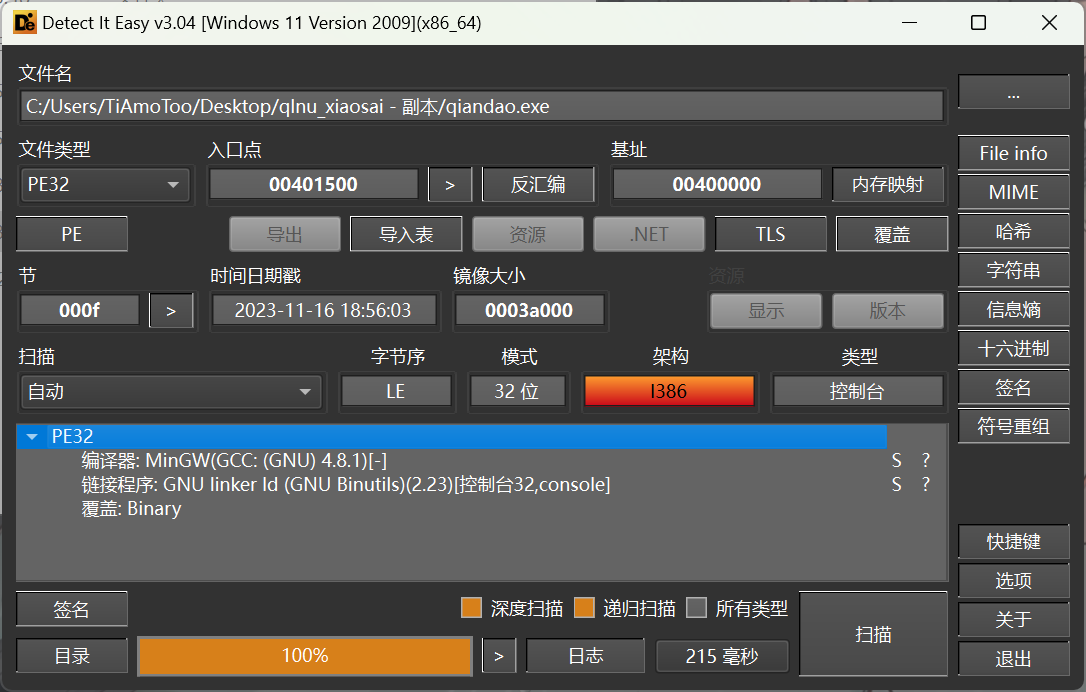 Detect It Easy v3.04 [Windows 11 Version 2009](x86_64)
文件名
C:/Users/TiAmoToo/Desktop/qlnu_xiaosai - 副本/qiandao.exe
...
文件类型 入口点 基址
PE32 00401500 > 反汇编 00400000 内存映射
File info
MIME
PE 导出 导入表 资源 .NET TLS 覆盖
哈希
节 时间日期戳 镜像大小 资源
字符串
000f > 2023-11-16 18:56:03 0003a000 显示 版本
信息熵
扫描 字节序 模式 架构 类型
十六进制
自动 LE 32 位 I386 控制台
签名
符号重组
PE32
编译器: MinGW(GCC: (GNU) 4.8.1)[-] S ?
链接程序: GNU linker ld (GNU Binutils)(2.23)[控制台32,console] S ?
覆盖: Binary
快捷键
选项
签名 深度扫描 递归扫描 所有类型 扫描
关于
目录 100% > 日志 215 毫秒
退出